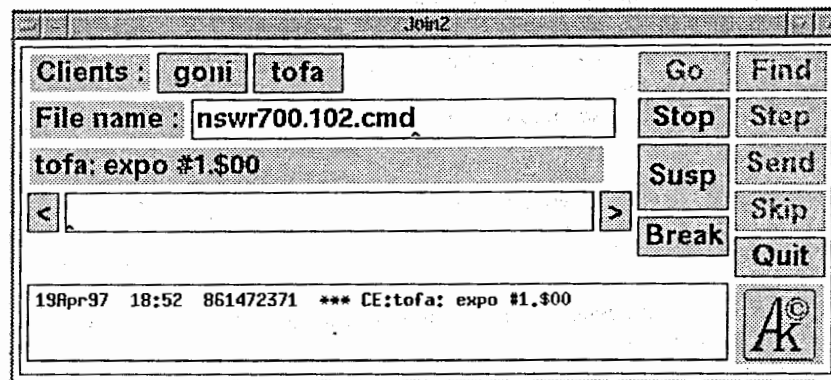 Join2
Clients : goni tofa Go Find
File name : nswr700.102.cmd Stop Step
tofa: expo #1.$00 Susp Send
< > Skip
Break Quit
19Apr97 18:52 861472371 *** CE:tofa: expo #1.$00
Ak©